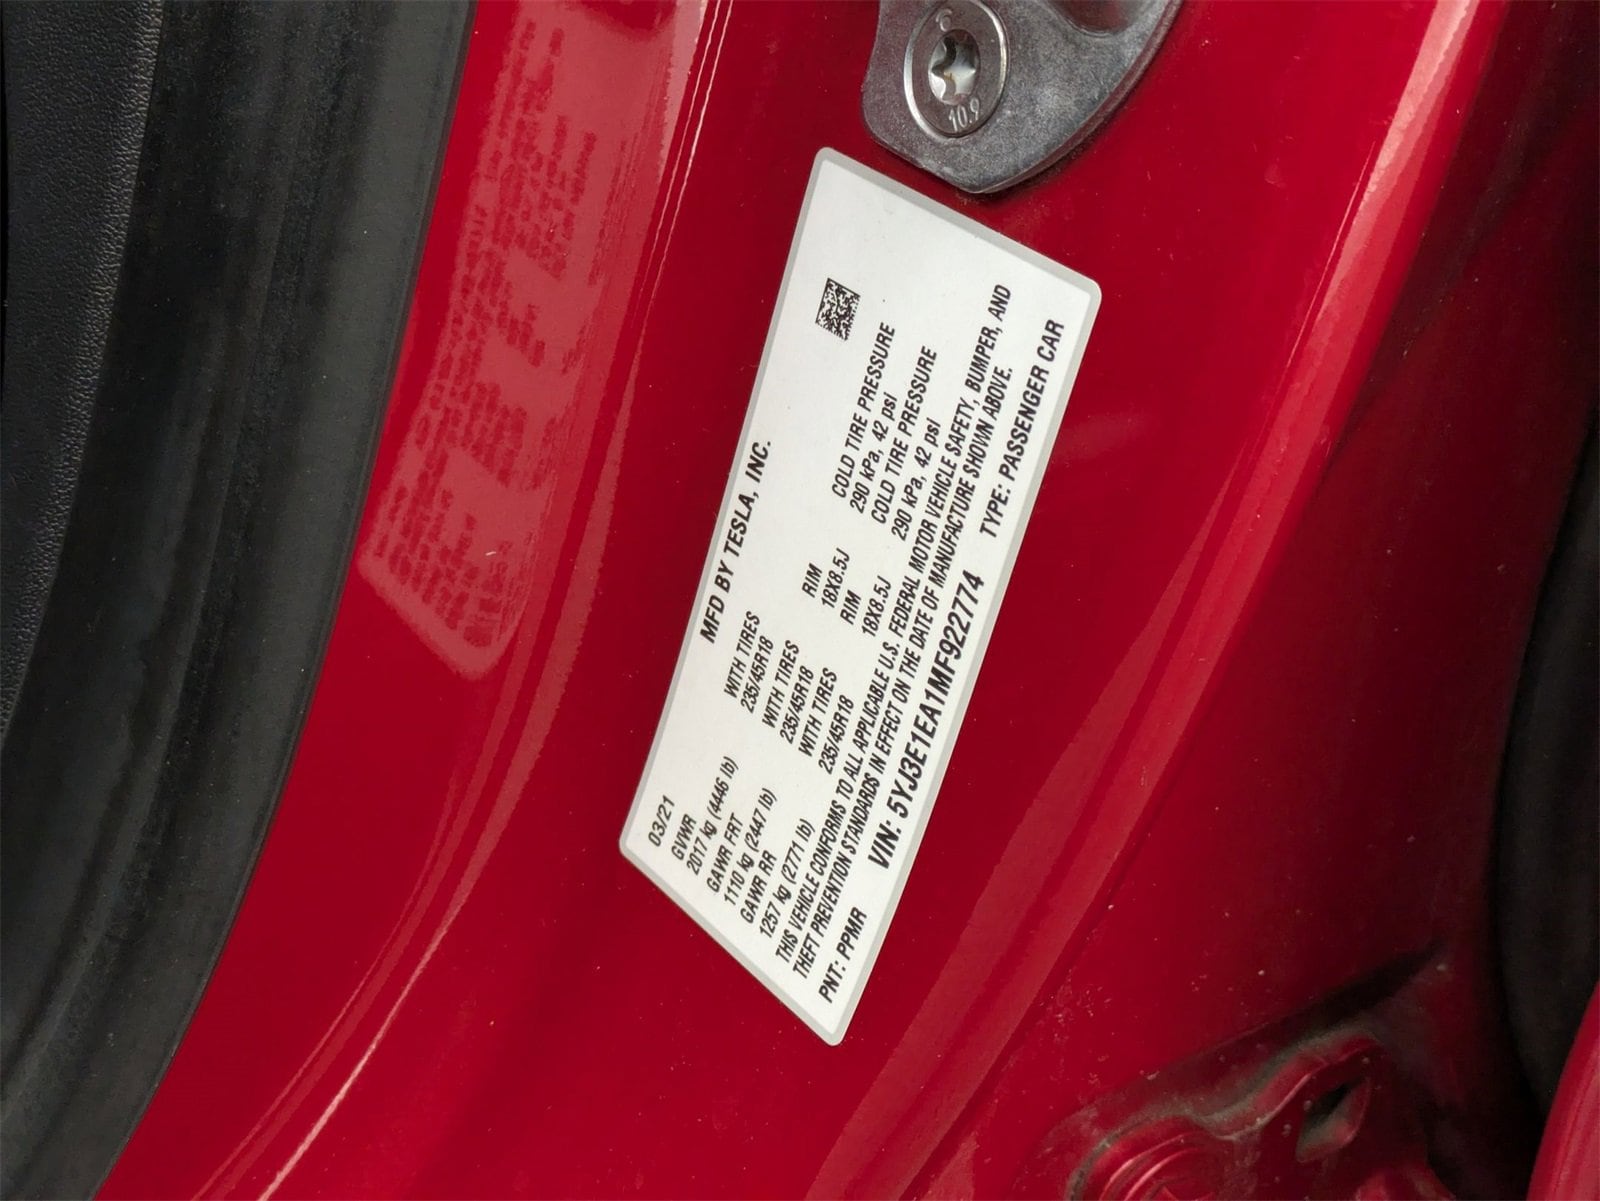 10.9
MFD BY TESLA, INC.
03/21
GVWR WITH TIRES RIM COLD TIRE PRESSURE
2017 kg (4446 lb) 235/45R18 18X8.5J 290 kPa, 42 psi
GAWR FRT WITH TIRES RIM COLD TIRE PRESSURE
1110 kg (2447 lb) 235/45R18 18X8.5J 290 kPa, 42 psi
GAWR RR WITH TIRES
1257 kg (2771 lb) 235/45R18
THIS VEHICLE CONFORMS TO ALL APPLICABLE U.S. FEDERAL MOTOR VEHICLE SAFETY, BUMPER, AND
THEFT PREVENTION STANDARDS IN EFFECT ON THE DATE OF MANUFACTURE SHOWN ABOVE.
VIN: 5YJ3E1EA1MF922774 TYPE: PASSENGER CAR
PNT: PPMR